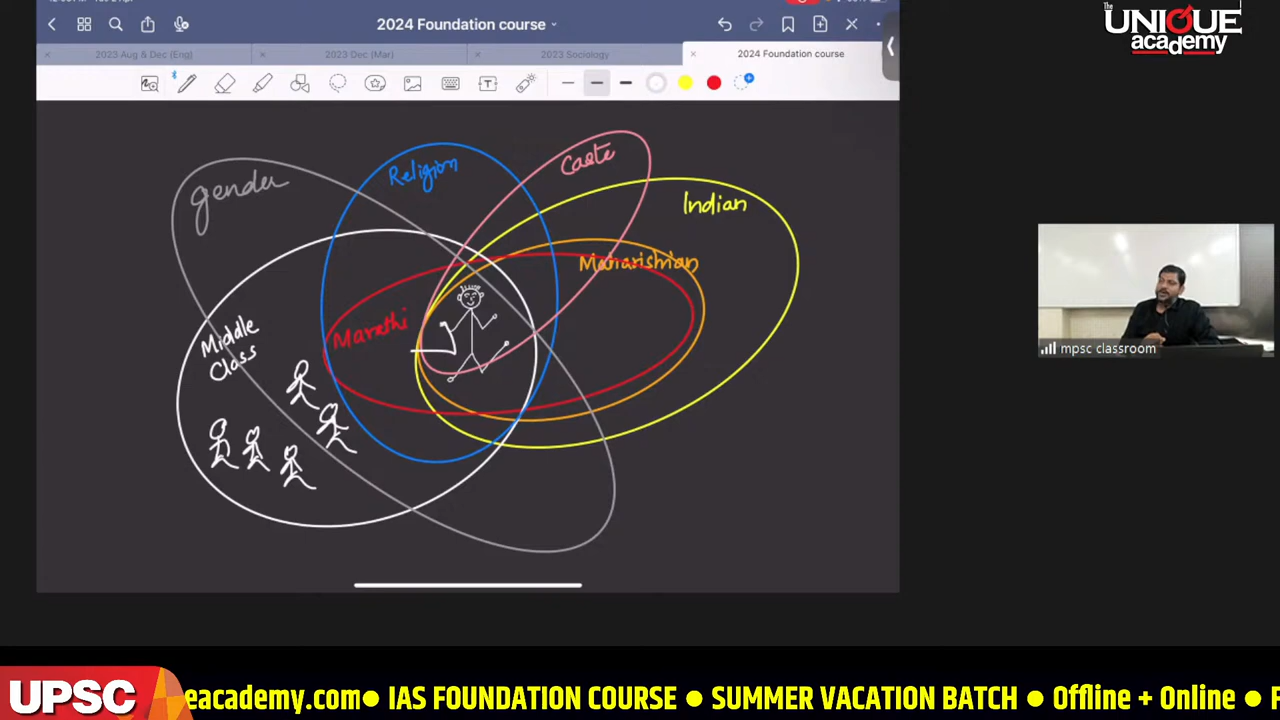 2024 Foundation course
The
UNIQUE
academy
2023 Aug & Dec (Eng)
2023 Dec (Mar)
2023 Sociology
2024 Foundation course
T
Religion
Caste
gender
Indian
Marathi
Middle
Class
mpsc classroom
UPSC
eacademy.com● IAS FOUNDATION COURSE ● SUMMER VACATION BATCH ● Offline + Online ●